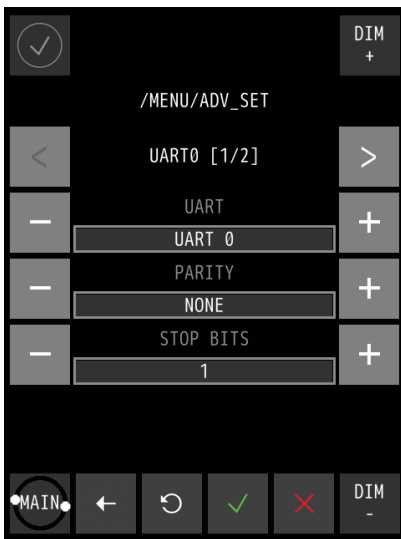 DIM
+
/MENU/ADV_SET
< UART0 [1/2] >
UART
− UART 0 +
PARITY
− NONE +
STOP BITS
− 1 +
MAIN
DIM
-